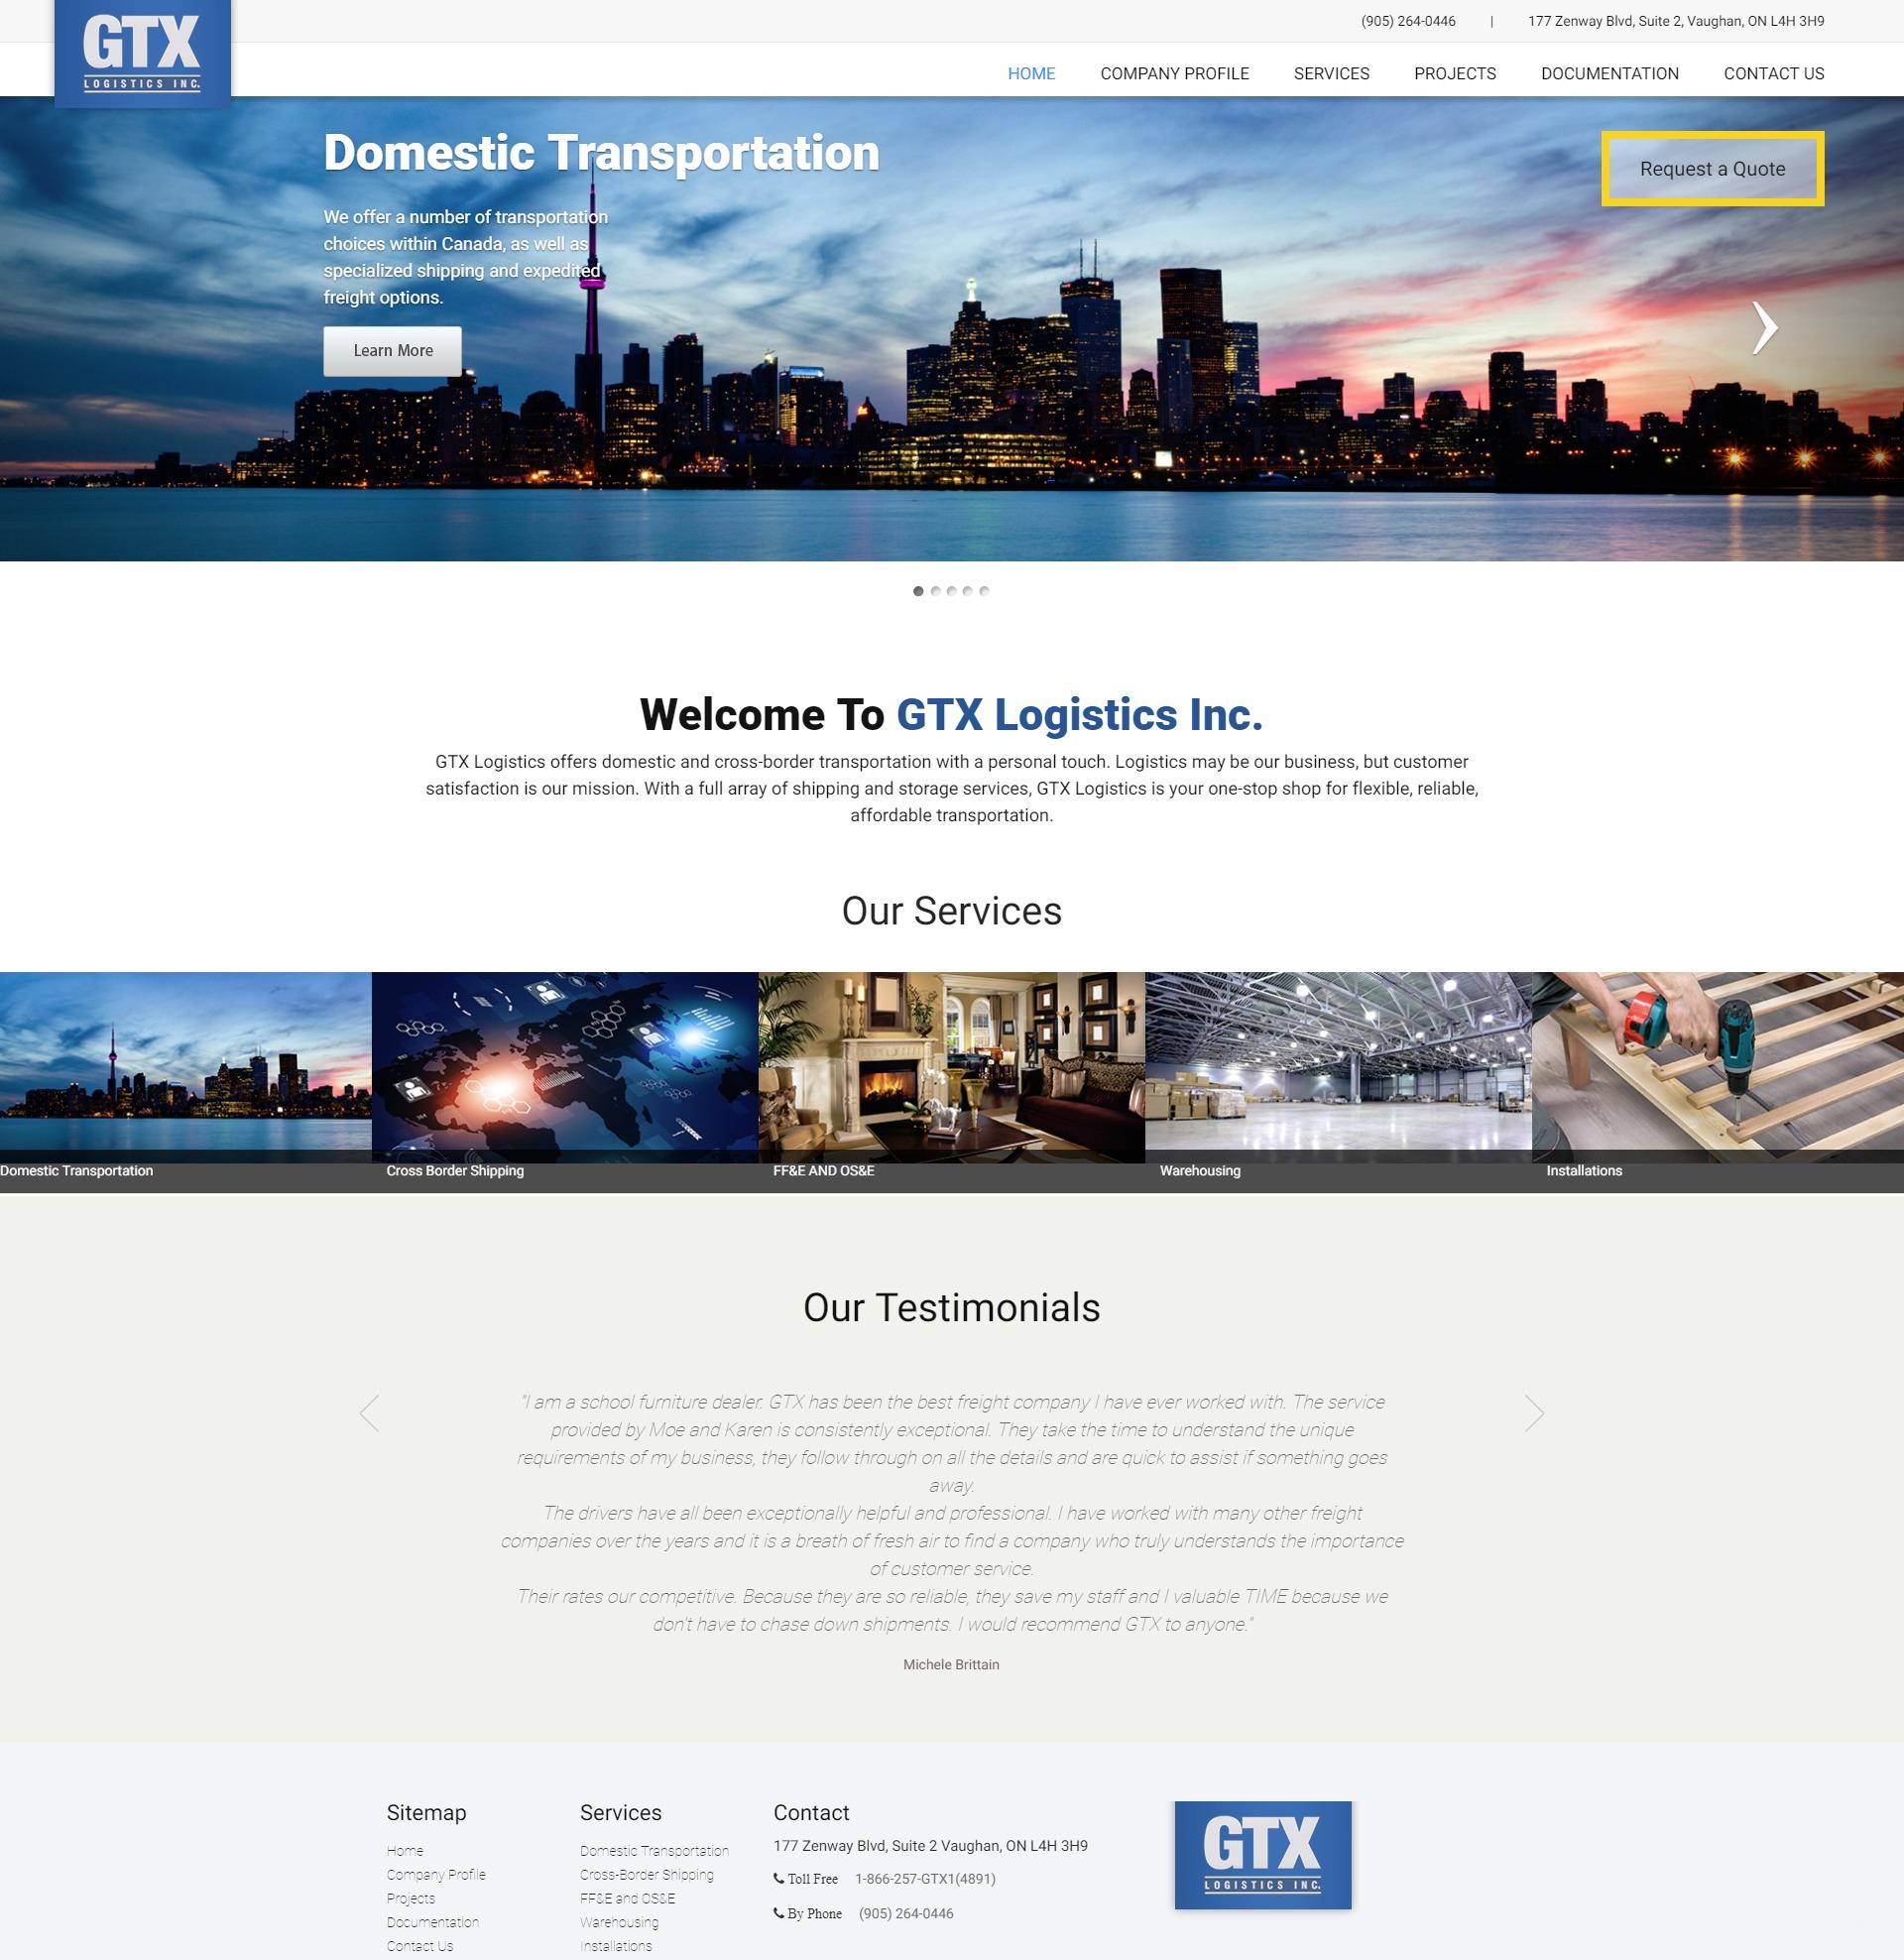 GTX
LOGISTICS INC.
(905) 264-0446 | 177 Zenway Blvd, Suite 2, Vaughan, ON L4H 3H9
HOME COMPANY PROFILE SERVICES PROJECTS DOCUMENTATION CONTACT US
Domestic Transportation
Request a Quote
We offer a number of transportation
choices within Canada, as well as
specialized shipping and expedited
freight options.
Learn More
Welcome To GTX Logistics Inc.
GTX Logistics offers domestic and cross-border transportation with a personal touch. Logistics may be our business, but customer
satisfaction is our mission. With a full array of shipping and storage services, GTX Logistics is your one-stop shop for flexible, reliable,
affordable transportation.
Our Services
Domestic Transportation
Cross Border Shipping
FF&E AND OS&E
Warehousing
Installations
Our Testimonials
"I am a school furniture dealer. GTX has been the best freight company I have ever worked with. The service
provided by Moe and Karen is consistently exceptional. They take the time to understand the unique
requirements of my business, they follow through on all the details and are quick to assist if something goes
away.
The drivers have all been exceptionally helpful and professional. I have worked with many other freight
companies over the years and it is a breath of fresh air to find a company who truly understands the importance
of customer service.
Their rates our competitive. Because they are so reliable, they save my staff and I valuable TIME because we
don't have to chase down shipments. I would recommend GTX to anyone."
Michele Brittain
Sitemap
Home
Company Profile
Projects
Documentation
Contact Us
Services
Domestic Transportation
Cross-Border Shipping
FF&E and OS&E
Warehousing
Installations
Contact
177 Zenway Blvd, Suite 2 Vaughan, ON L4H 3H9
Toll Free 1-866-257-GTX1(4891)
By Phone (905) 264-0446
GTX
LOGISTICS INC.